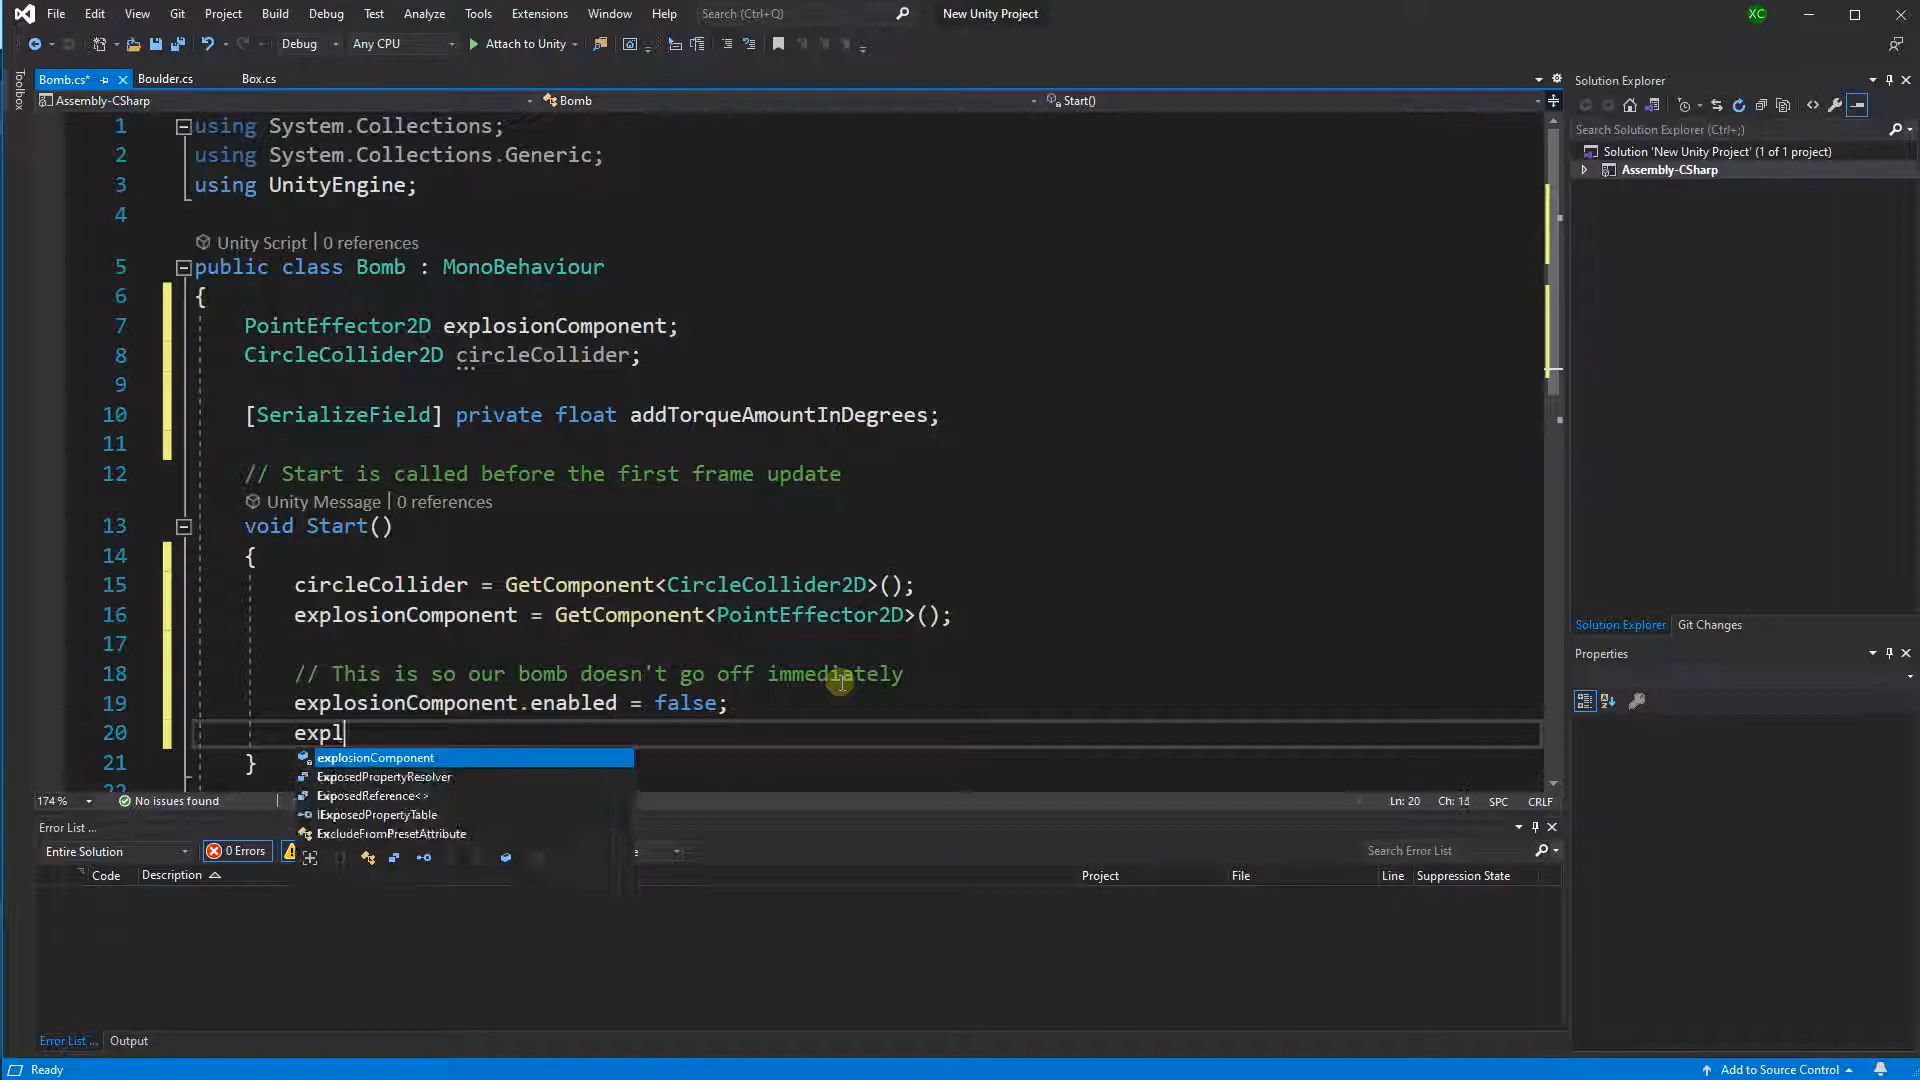 File Edit View Git Project Build Debug Test Analyze Tools Extensions Window Help Search (Ctrl+Q) New Unity Project XC
Debug Any CPU Attach to Unity
Toolbox
Bomb.cs* Boulder.cs Box.cs
Assembly-CSharp Bomb Start()
1 using System.Collections;
2 using System.Collections.Generic;
3 using UnityEngine;
4
Unity Script | 0 references
5 public class Bomb : MonoBehaviour
6 {
7 PointEffector2D explosionComponent;
8 CircleCollider2D circleCollider;
9
10 [SerializeField] private float addTorqueAmountInDegrees;
11
12 // Start is called before the first frame update
Unity Message | 0 references
13 void Start()
14 {
15 circleCollider = GetComponent<CircleCollider2D>();
16 explosionComponent = GetComponent<PointEffector2D>();
17
18 // This is so our bomb doesn't go off immediately
19 explosionComponent.enabled = false;
20 expl
21 }
22
explosionComponent
ExposedPropertyResolver
ExposedReference<>
IExposedPropertyTable
ExcludeFromPresetAttribute
174 % No issues found Ln: 20 SPC CRLF
Error List ...
Entire Solution 0 Errors Search Error List
Code Description Project File Line Suppression State
Error List ... Output
Ready Add to Source Control
Solution Explorer
Search Solution Explorer (Ctrl+;)
Solution 'New Unity Project' (1 of 1 project)
Assembly-CSharp
Solution Explorer Git Changes
Properties